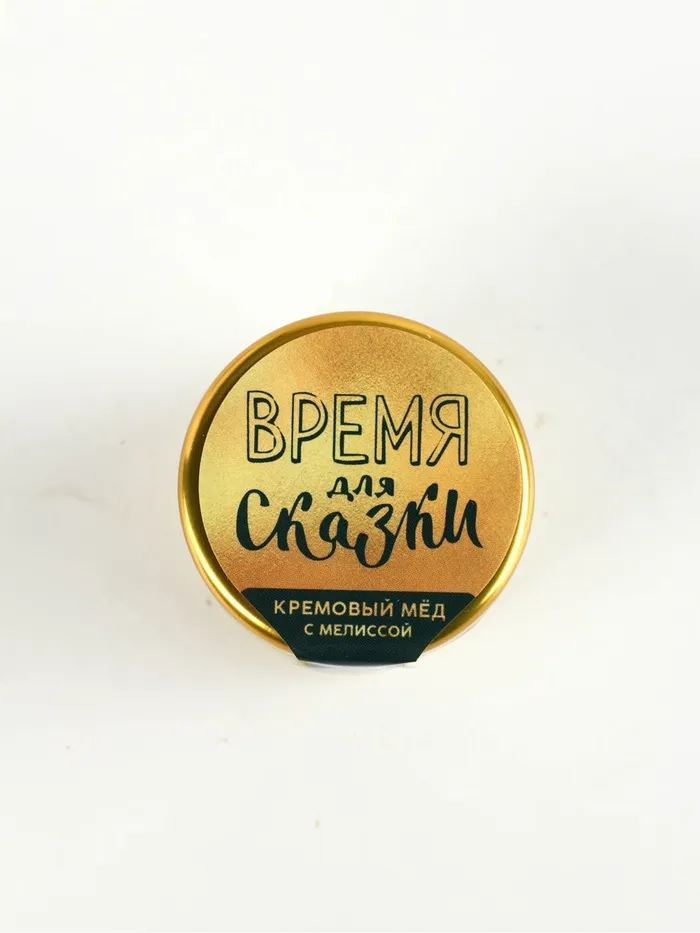 ВРЕМЯ
для
сказки
КРЕМОВЫЙ МЁД
С МЕЛИССОЙ